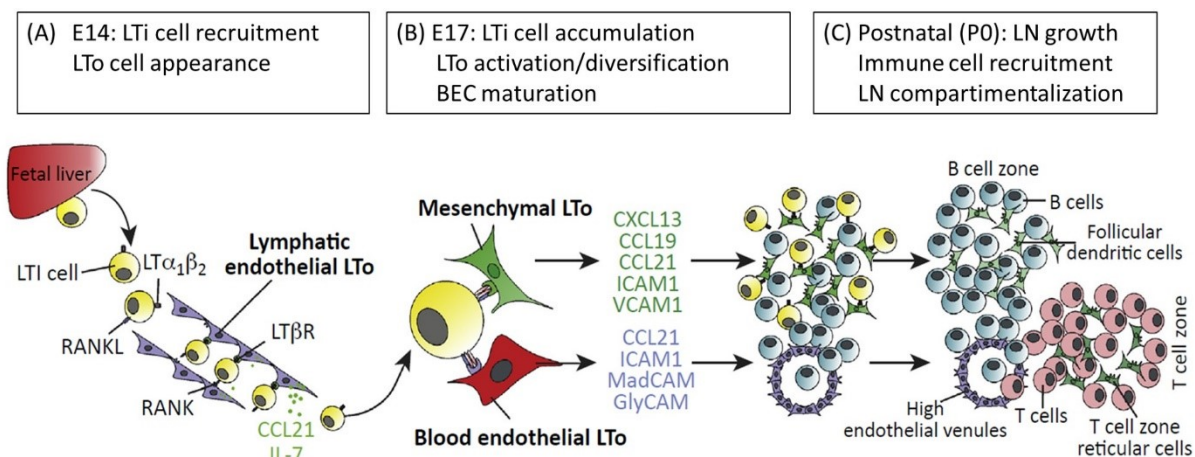 (A) E14: LTi cell recruitment
LTo cell appearance
(B) E17: LTi cell accumulation
LTo activation/diversification
BEC maturation
(C) Postnatal (P0): LN growth
Immune cell recruitment
LN compartimentalization
Fetal liver
LTI cell
LTα1β2
Lymphatic
endothelial LTo
RANKL
LTβR
RANK
CCL21
IL-7
Mesenchymal LTo
Blood endothelial LTo
CXCL13
CCL19
CCL21
ICAM1
VCAM1
CCL21
ICAM1
MadCAM
GlyCAM
B cell zone
B cells
Follicular
dendritic cells
T cell zone
High
endothelial venules
T cells
T cell zone
reticular cells